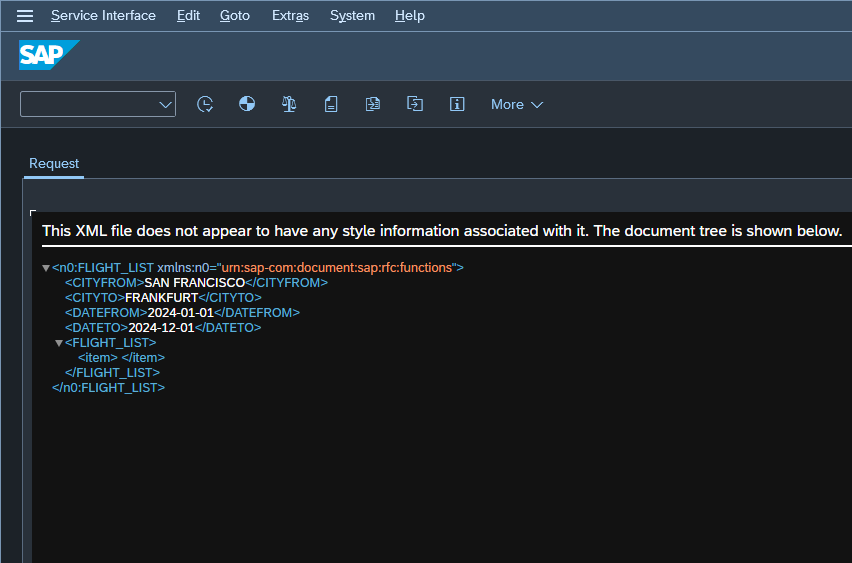 Service Interface Edit Goto Extras System Help
SAP
More
Request
This XML file does not appear to have any style information associated with it. The document tree is shown below.
<n0:FLIGHT_LIST xmlns:n0="urn:sap-com:document:sap:rfc:functions">
<CITYFROM>SAN FRANCISCO</CITYFROM>
<CITYTO>FRANKFURT</CITYTO>
<DATEFROM>2024-01-01</DATEFROM>
<DATETO>2024-12-01</DATETO>
<FLIGHT_LIST>
<item> </item>
</FLIGHT_LIST>
</n0:FLIGHT_LIST>